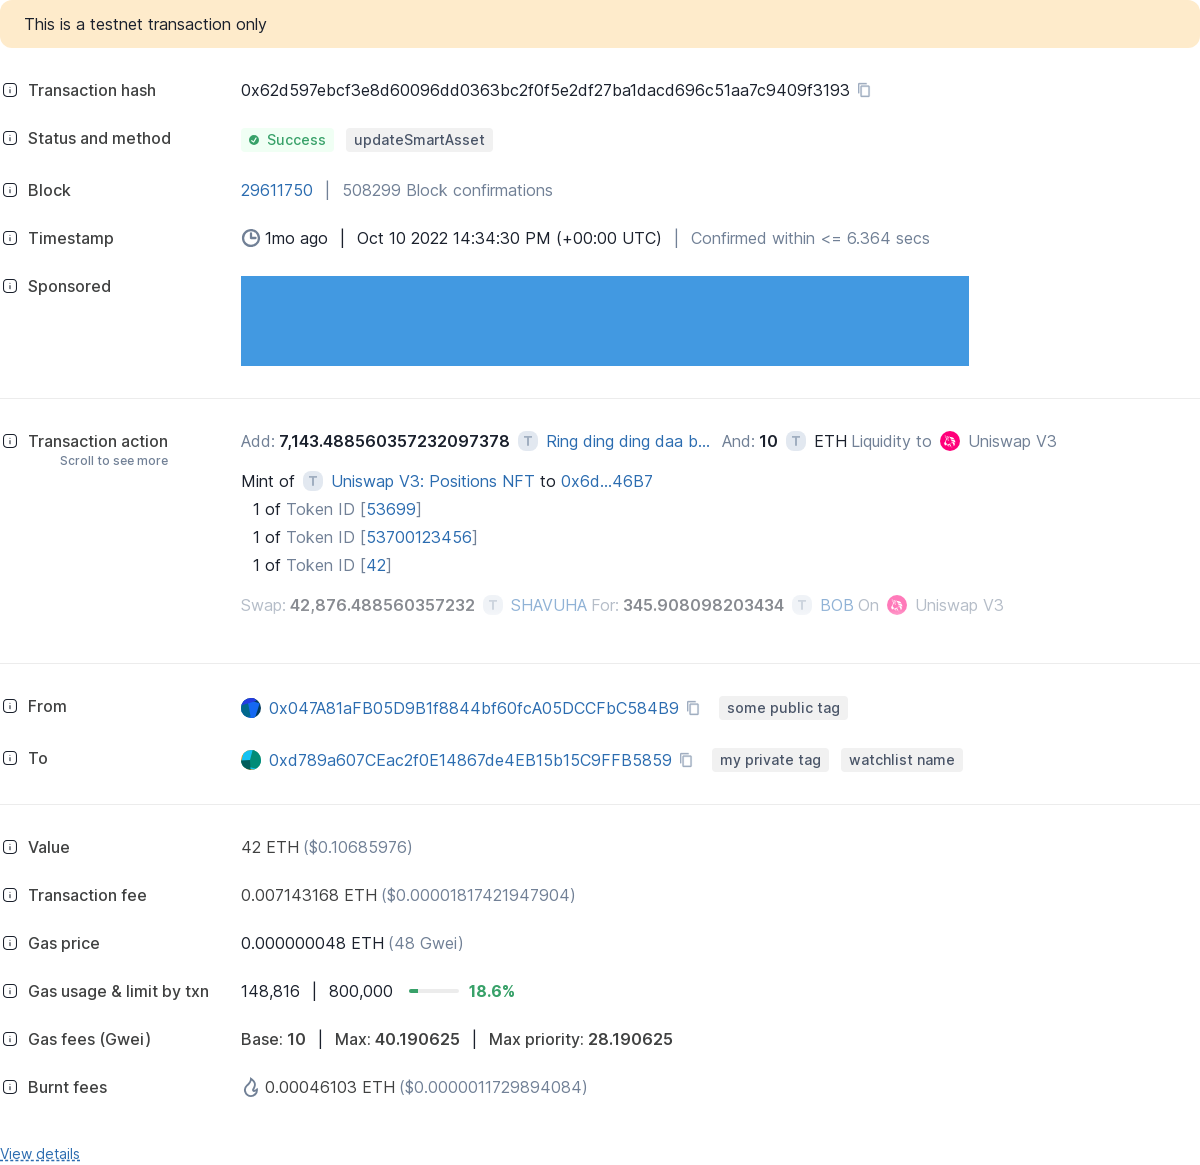 This is a testnet transaction only
Transaction hash 0x62d597ebcf3e8d60096dd0363bc2f0f5e2df27ba1dacd696c51aa7c9409f3193
Status and method Success updateSmartAsset
Block 29611750 | 508299 Block confirmations
Timestamp 1mo ago | Oct 10 2022 14:34:30 PM (+00:00 UTC) | Confirmed within <= 6.364 secs
Sponsored
Transaction action Add: 7,143.488560357232097378 T Ring ding ding daa b... And: 10 T ETH Liquidity to Uniswap V3
Scroll to see more
Mint of T Uniswap V3: Positions NFT to 0x6d...46B7
1 of Token ID [53699]
1 of Token ID [53700123456]
1 of Token ID [42]
Swap: 42,876.488560357232 T SHAVUHA For: 345.908098203434 T BOB On Uniswap V3
From 0x047A81aFB05D9B1f8844bf60fcA05DCCFbC584B9 some public tag
To 0xd789a607CEac2f0E14867de4EB15b15C9FFB5859 my private tag watchlist name
Value 42 ETH ($0.10685976)
Transaction fee 0.007143168 ETH ($0.00001817421947904)
Gas price 0.000000048 ETH (48 Gwei)
Gas usage & limit by txn 148,816 | 800,000 18.6%
Gas fees (Gwei) Base: 10 | Max: 40.190625 | Max priority: 28.190625
Burnt fees 0.00046103 ETH ($0.0000011729894084)
View details